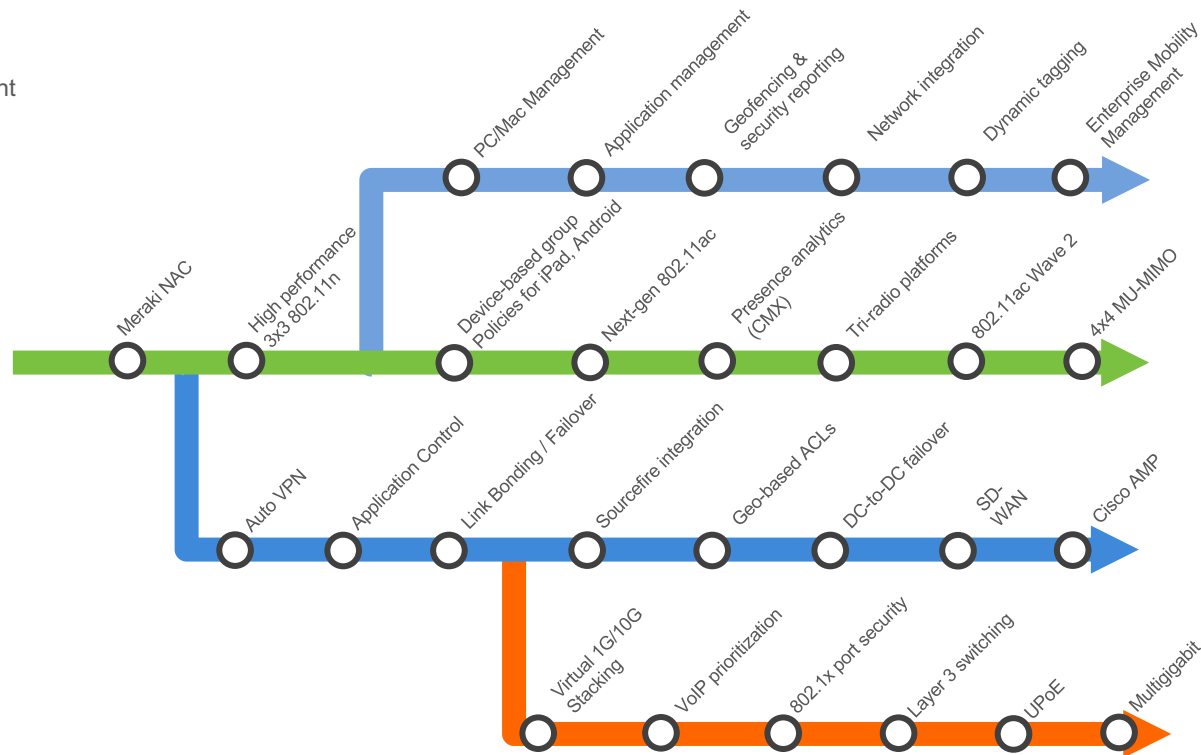 nt
PC/Mac Management
Application management
Geofencing &
security reporting
Network integration
Dynamic tagging
Enterprise Mobility
Management
Meraki NAC
High performance
3x3 802.11n
Device-based group
Policies for iPad, Android
Next-gen 802.11ac
Presence analytics
(CMX)
Tri-radio platforms
802.11ac Wave 2
4x4 MU-MIMO
Auto VPN
Application Control
Link Bonding / Failover
Sourcefire integration
Geo-based ACLs
DC-to-DC failover
SD-
WAN
Cisco AMP
Virtual 1G/10G
Stacking
VoIP prioritization
802.1x port security
Layer 3 switching
UPoE
Multigigabit